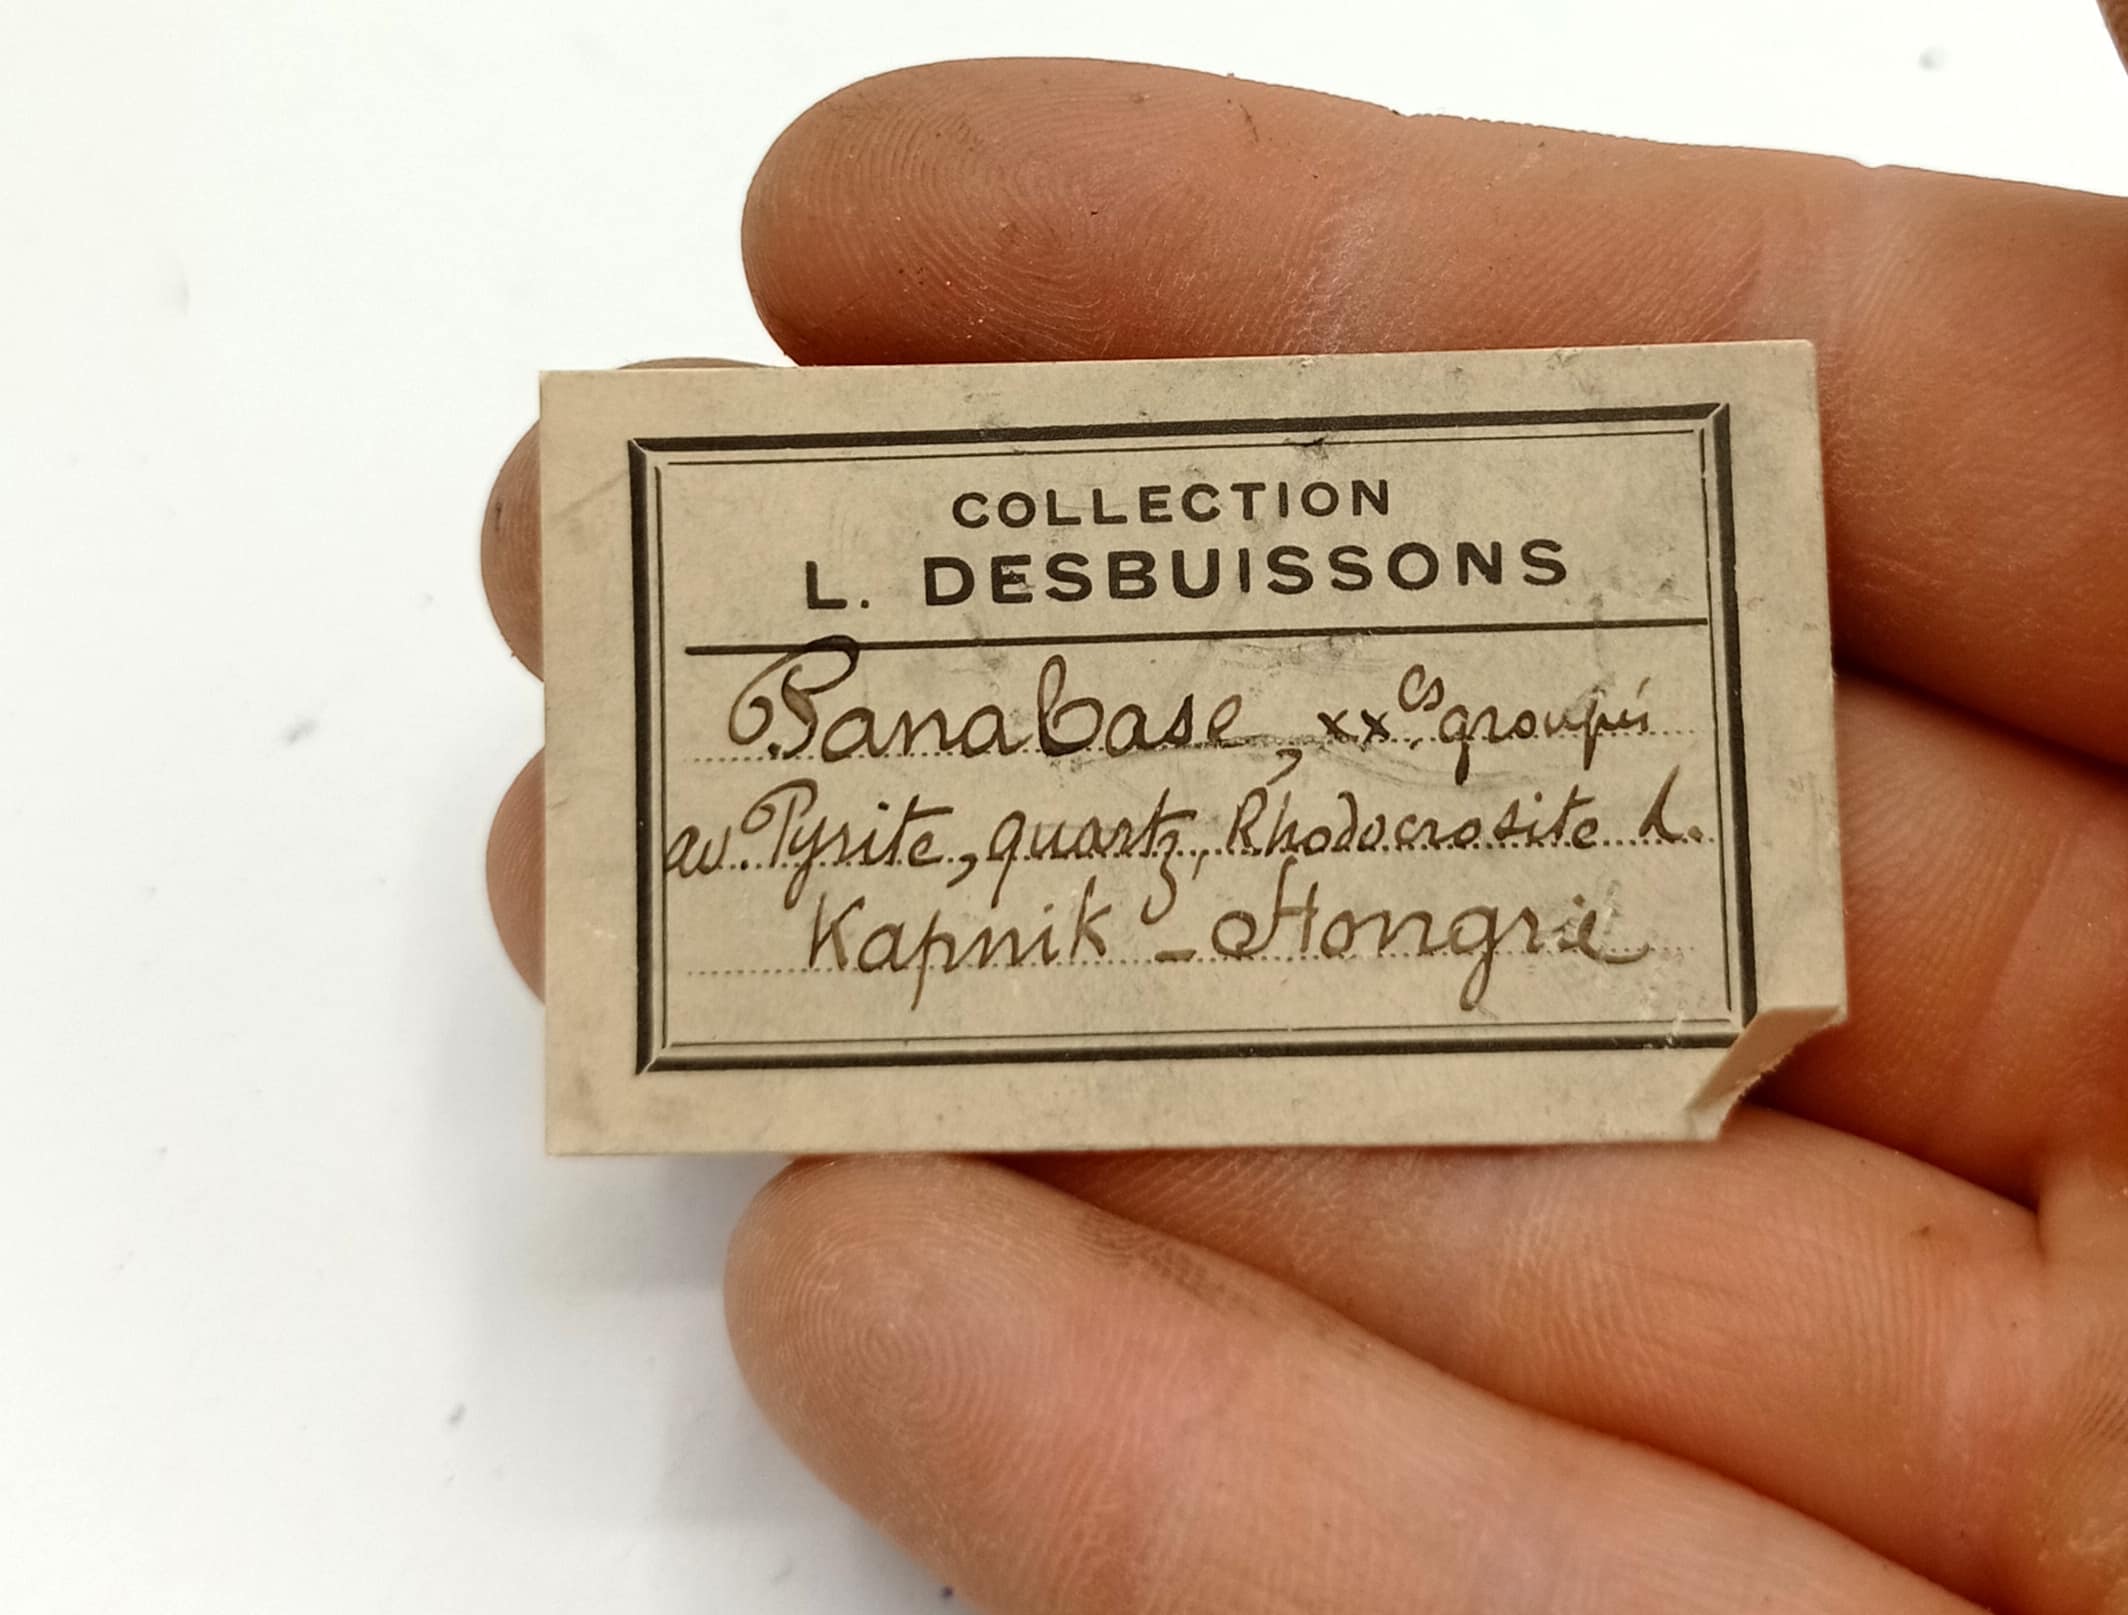 COLLECTION
L. DESBUISSONS
Panabase, xx cs. groupés
av. Pyrite, quartz, Rhodocrosite
Kapnik - Hongrie